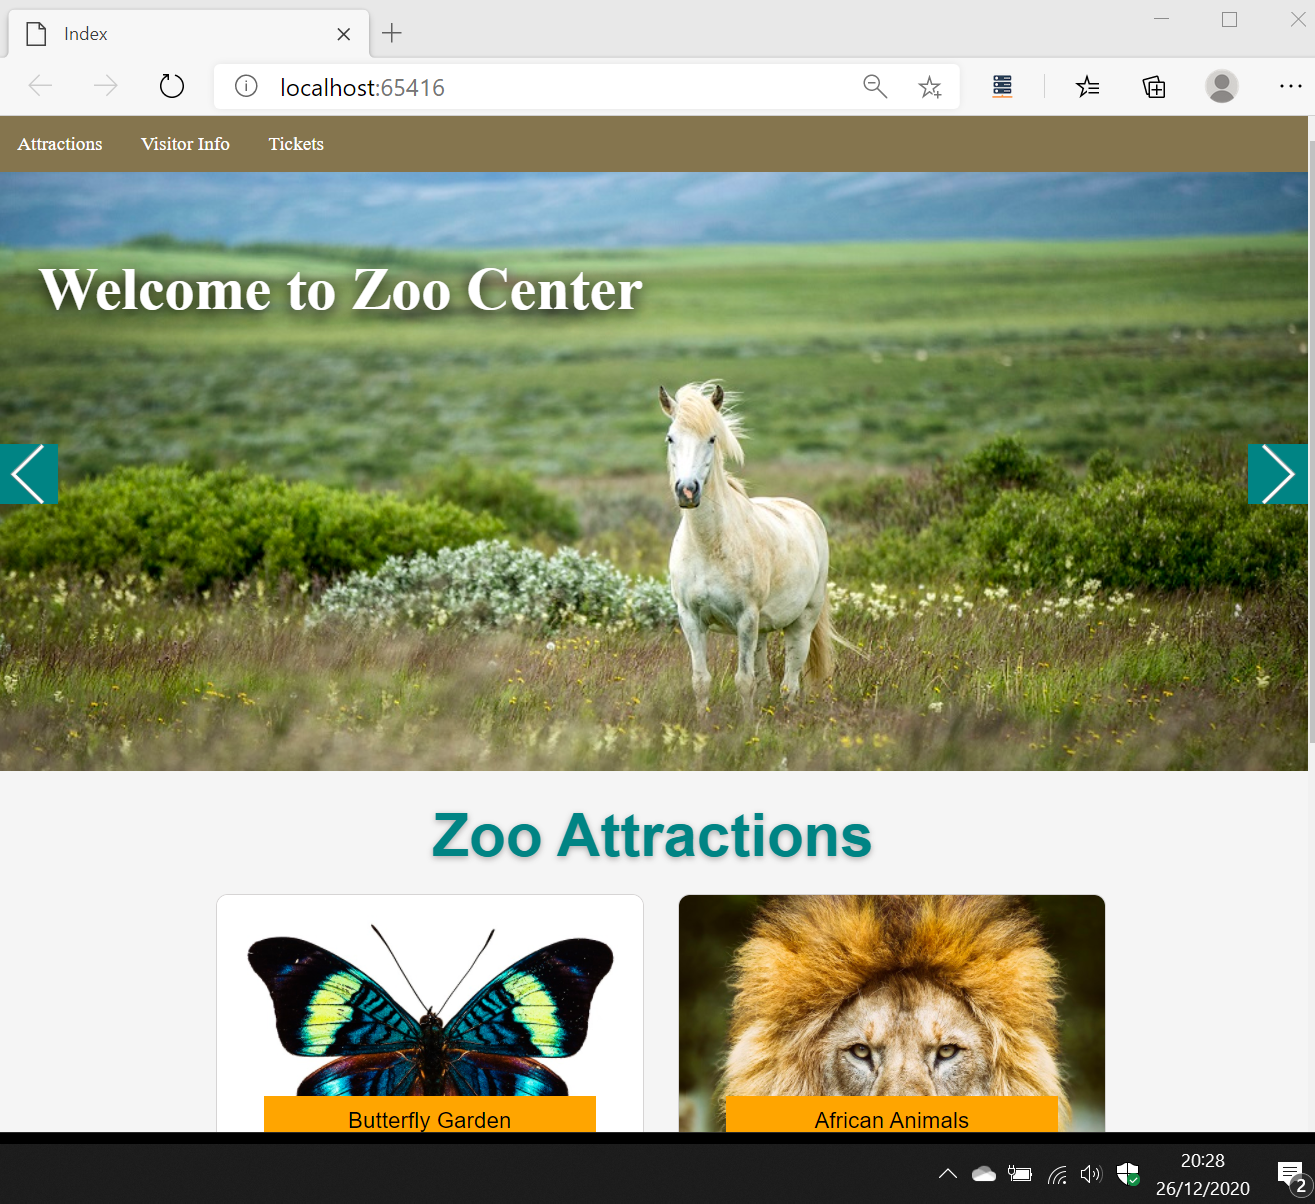 Index
localhost:65416
Attractions Visitor Info Tickets
Welcome to Zoo Center
Zoo Attractions
Butterfly Garden African Animals
20:28
26/12/2020
2